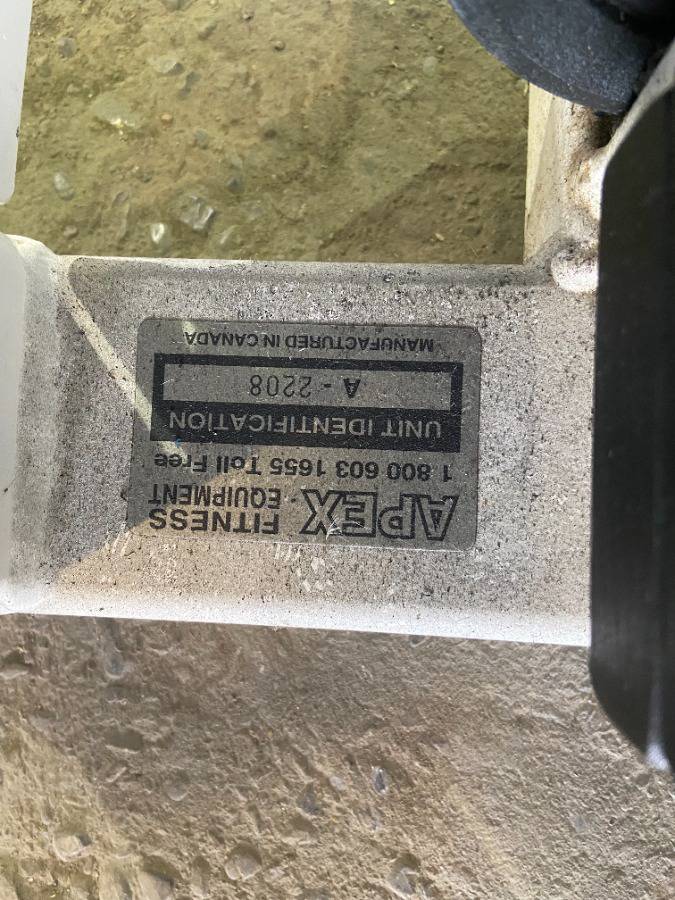 APEX FITNESS
EQUIPMENT
1 800 603 1655 Toll Free
UNIT IDENTIFICATION
A - 2208
MANUFACTURED IN CANADA